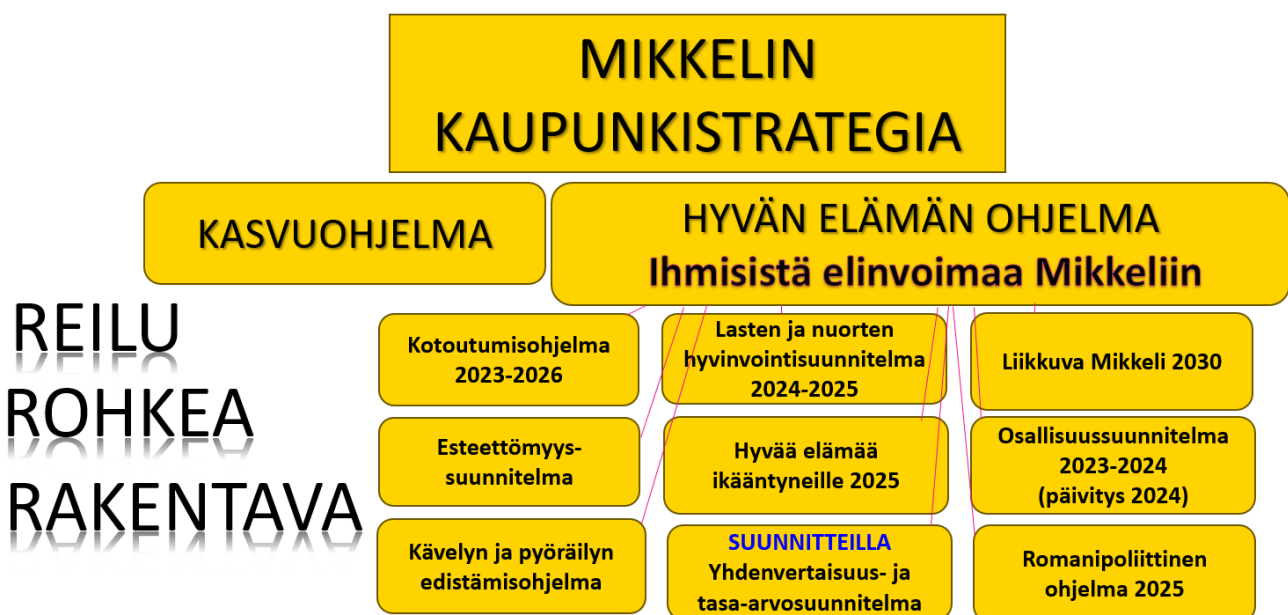 MIKKELIN
KAUPUNKISTRATEGIA
KASVUOHJELMA
HYVÄN ELÄMÄN OHJELMA
Ihmisistä elinvoimaa Mikkeliin
REILU
ROHKEA
RAKENTAVA
Kotoutumisohjelma
2023-2026
Lasten ja nuorten
hyvinvointisuunnitelma
2024-2025
Liikkuva Mikkeli 2030
Esteettömyys-
suunnitelma
Hyvää elämää
ikääntyneille 2025
Osallisuussuunnitelma
2023-2024
(päivitys 2024)
Kävelyn ja pyöräilyn
edistämisohjelma
SUUNNITTEILLA
Yhdenvertaisuus- ja
tasa-arvosuunnitelma
Romanipoliittinen
ohjelma 2025